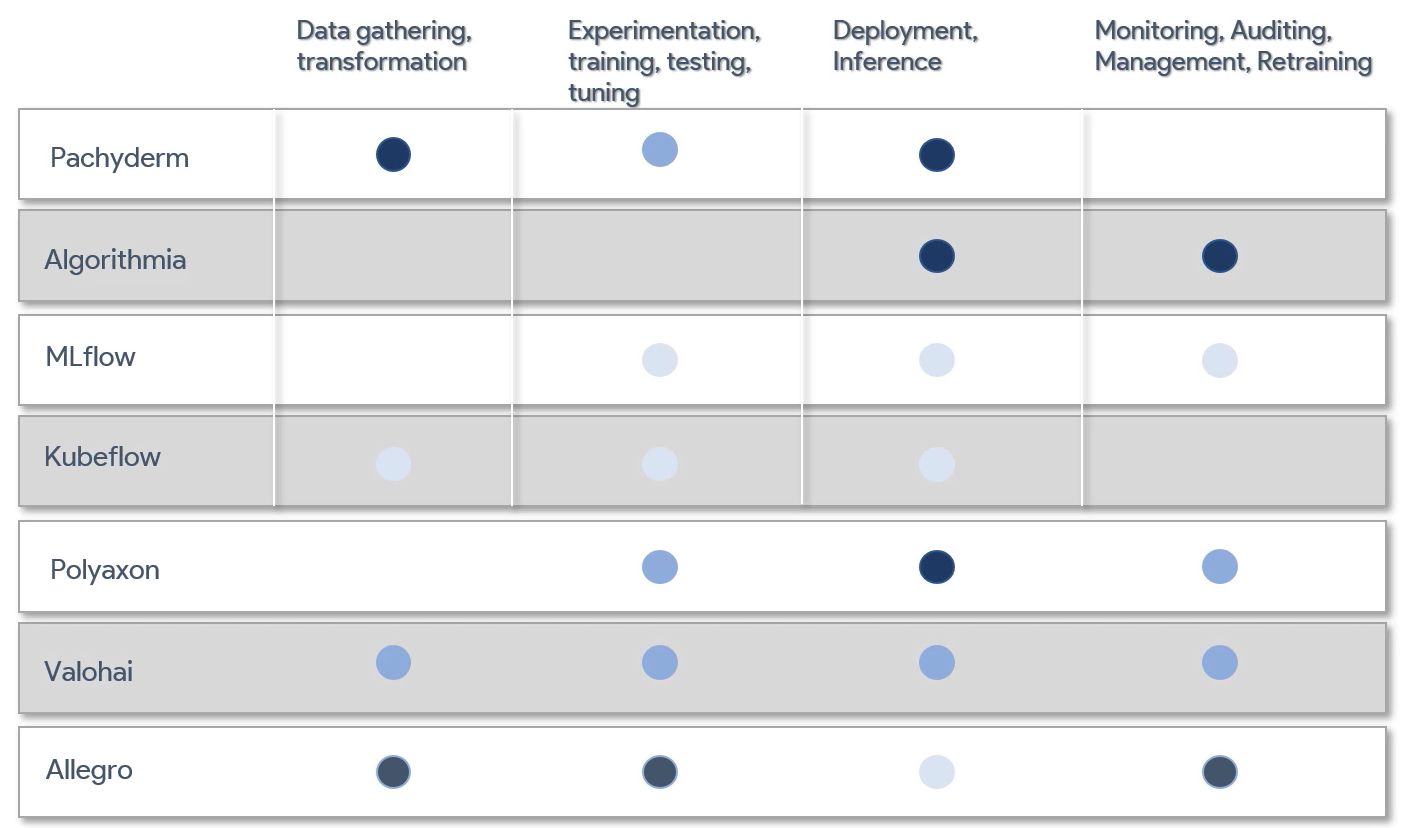 Data gathering,
transformation
Experimentation,
training, testing,
tuning
Deployment,
Inference
Monitoring, Auditing,
Management, Retraining
Pachyderm
Algorithmia
MLflow
Kubeflow
Polyaxon
Valohai
Allegro